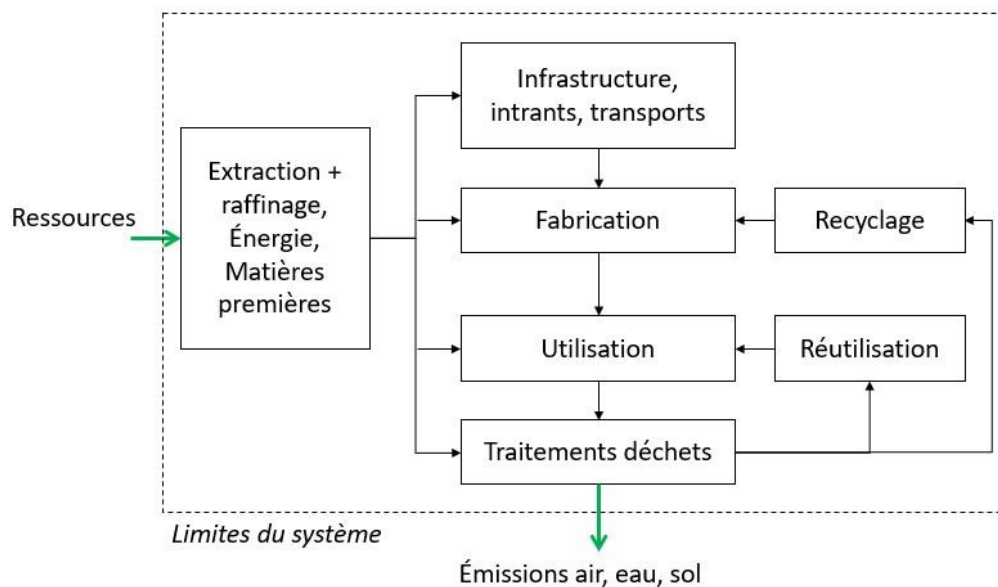 Infrastructure,
intrants, transports
Extraction +
raffinage,
Énergie,
Matières
premières
Ressources
Fabrication
Recyclage
Utilisation
Réutilisation
Traitements déchets
Limites du système
Émissions air, eau, sol